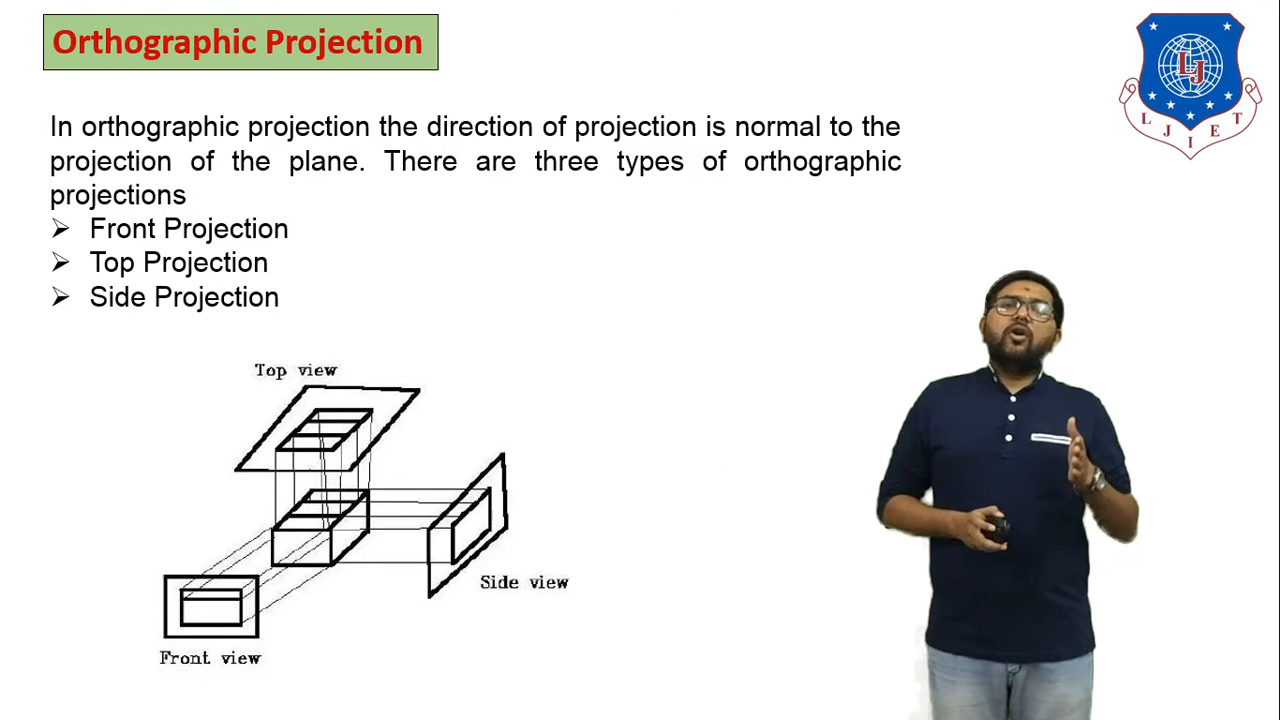 Orthographic Projection
In orthographic projection the direction of projection is normal to the
projection of the plane. There are three types of orthographic
projections
➢ Front Projection
➢ Top Projection
➢ Side Projection
Top view
Side view
Front view
LJ
L J I E T